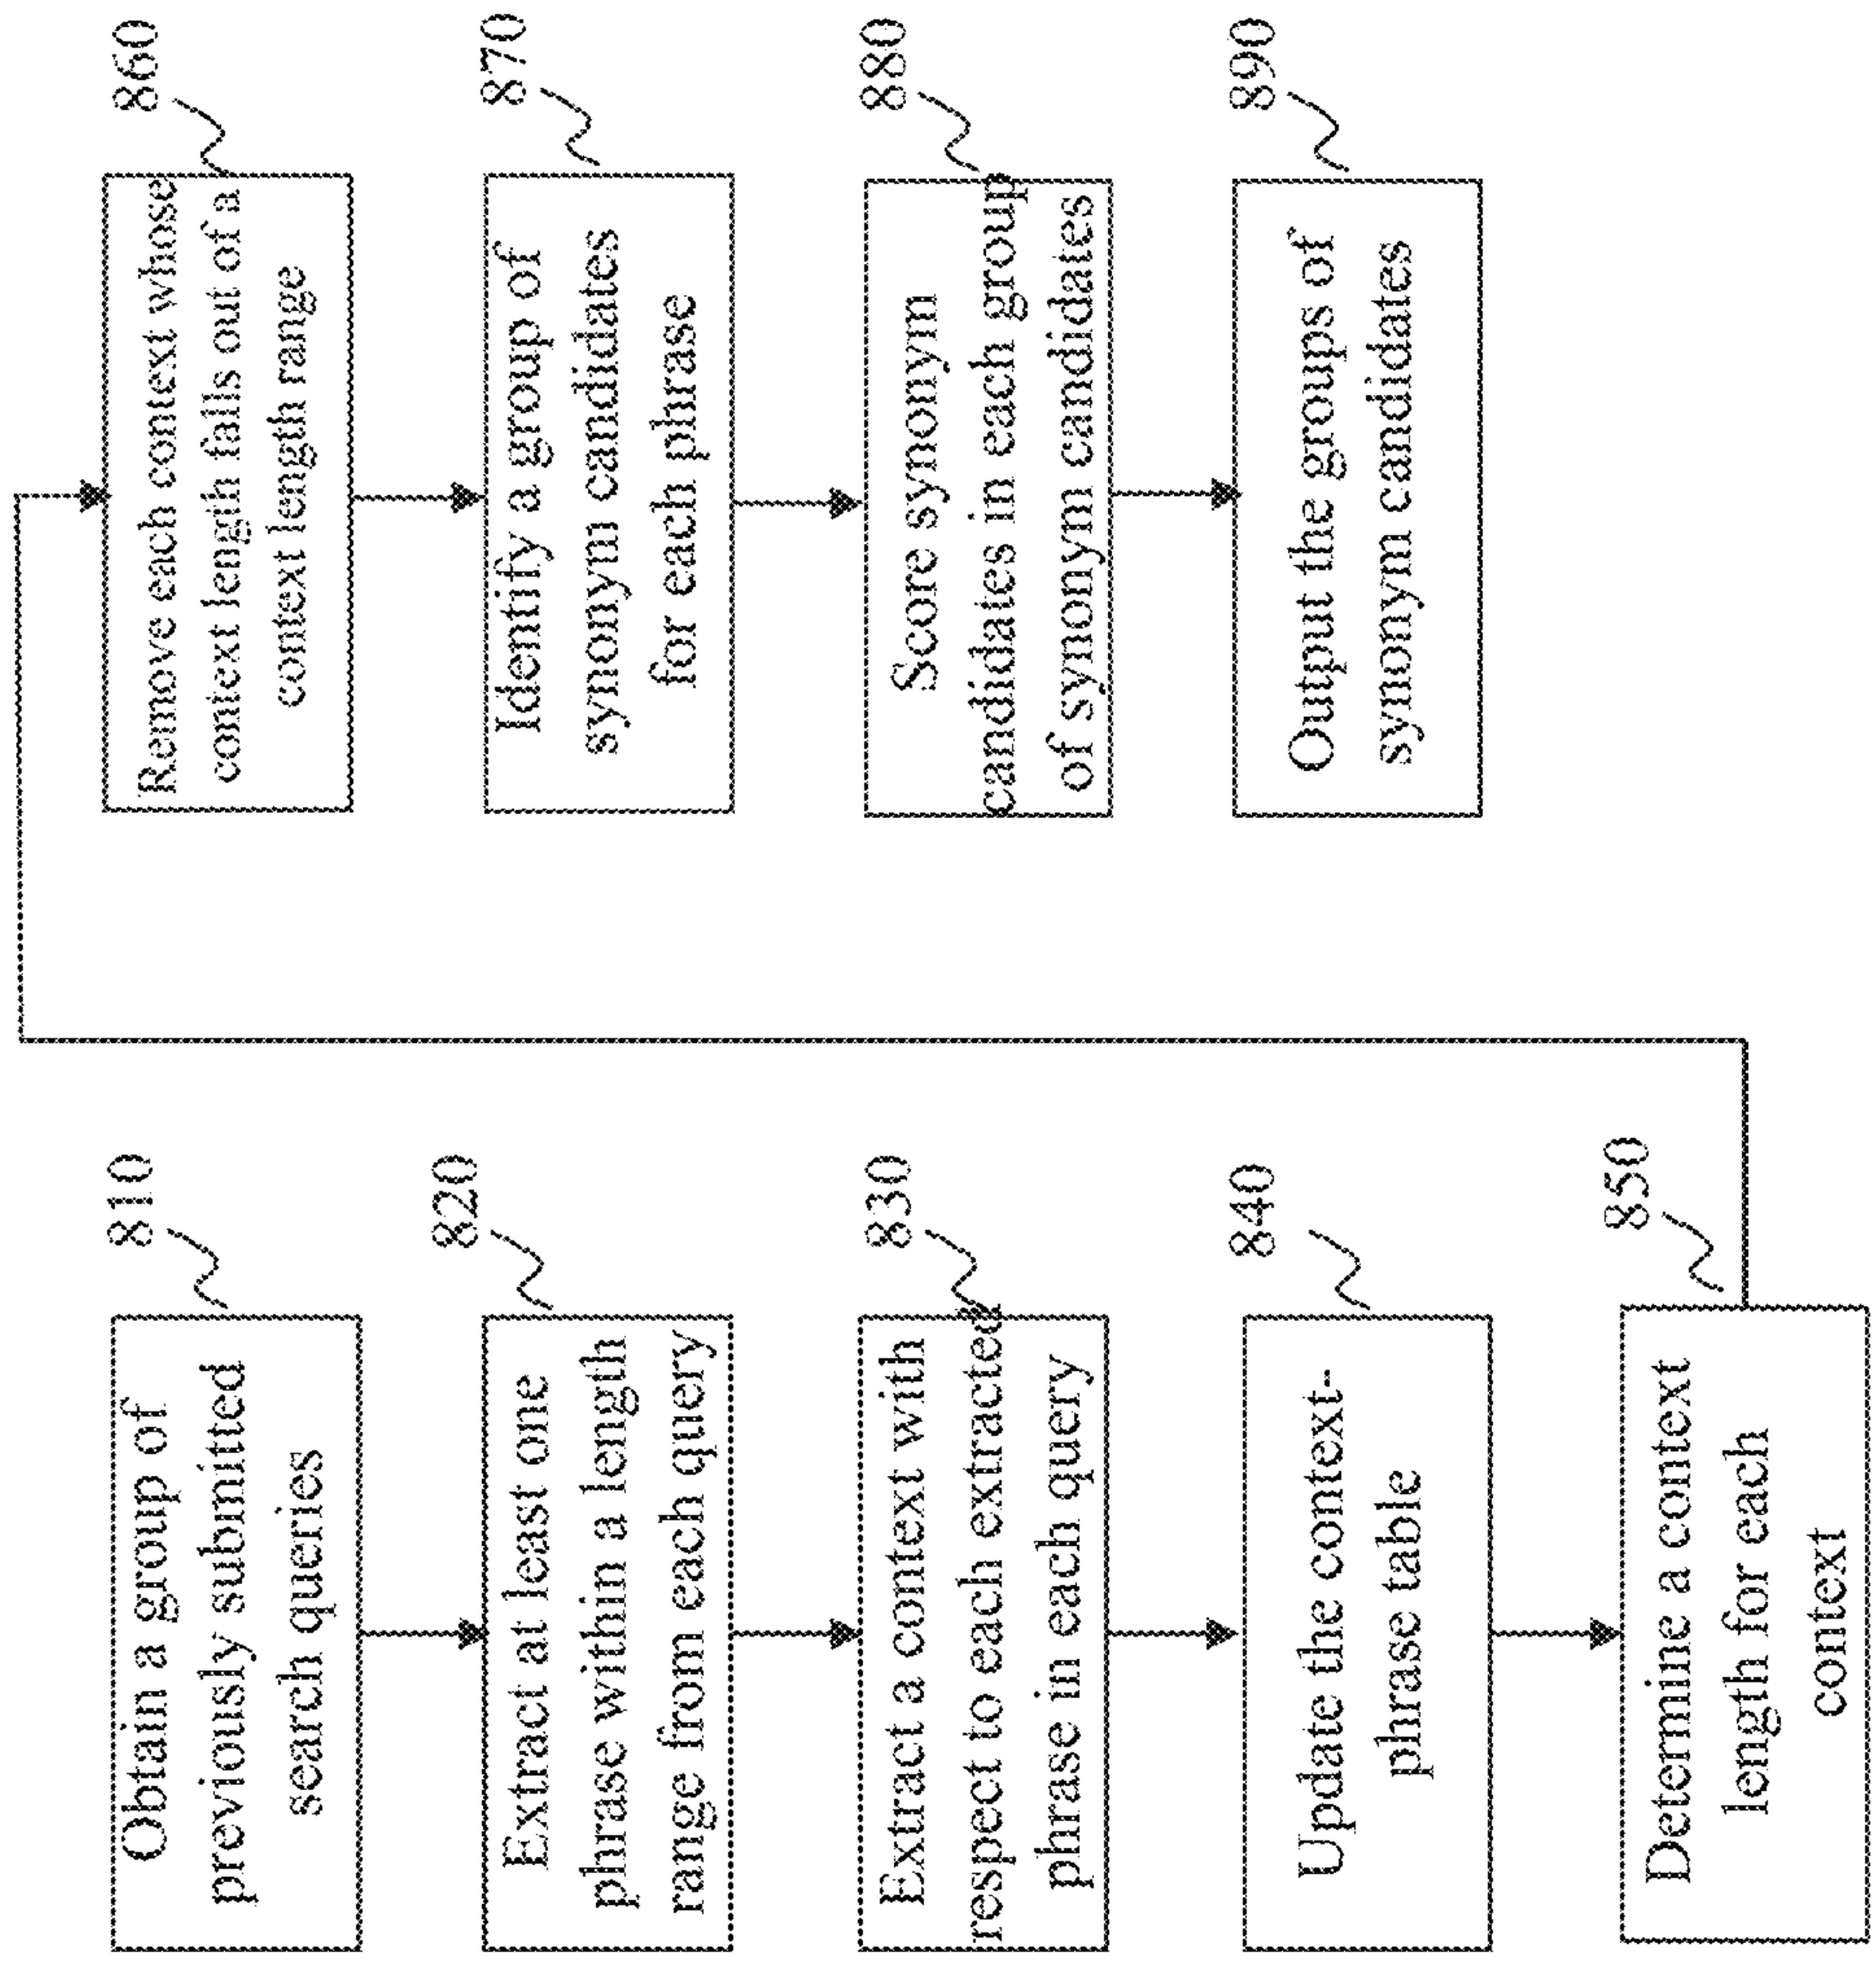 810
Obtain a group of
previously submitted
search queries
820
Extract at least one
phrase within a length
range from each query
830
Extract a context with
respect to each extracted
phrase in each query
840
Update the context-
phrase table
850
Determine a context
length for each
context
860
Remove each context whose
context length falls out of a
context length range
870
Identify a group of
synonym candidates
for each phrase
880
Score synonym
candidates in each group
of synonym candidates
890
Output the groups of
synonym candidates